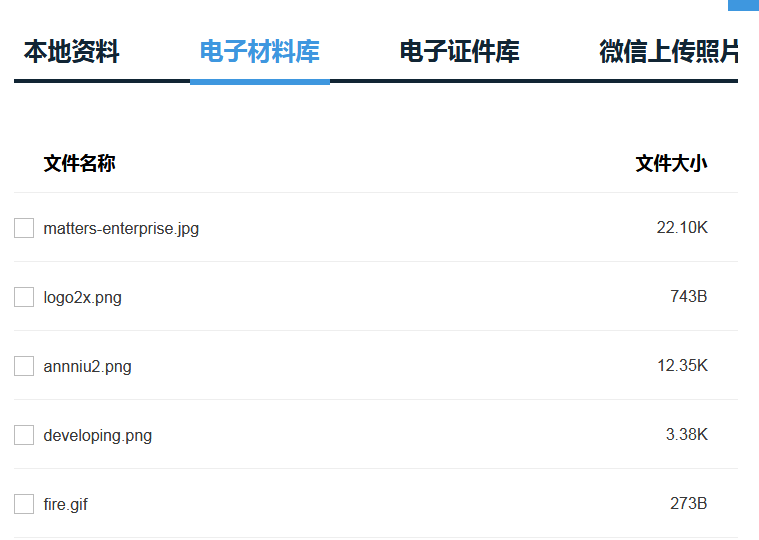 本地资料 电子材料库 电子证件库 微信上传照片
文件名称 文件大小
matters-enterprise.jpg 22.10K
logo2x.png 743B
annniu2.png 12.35K
developing.png 3.38K
fire.gif 273B